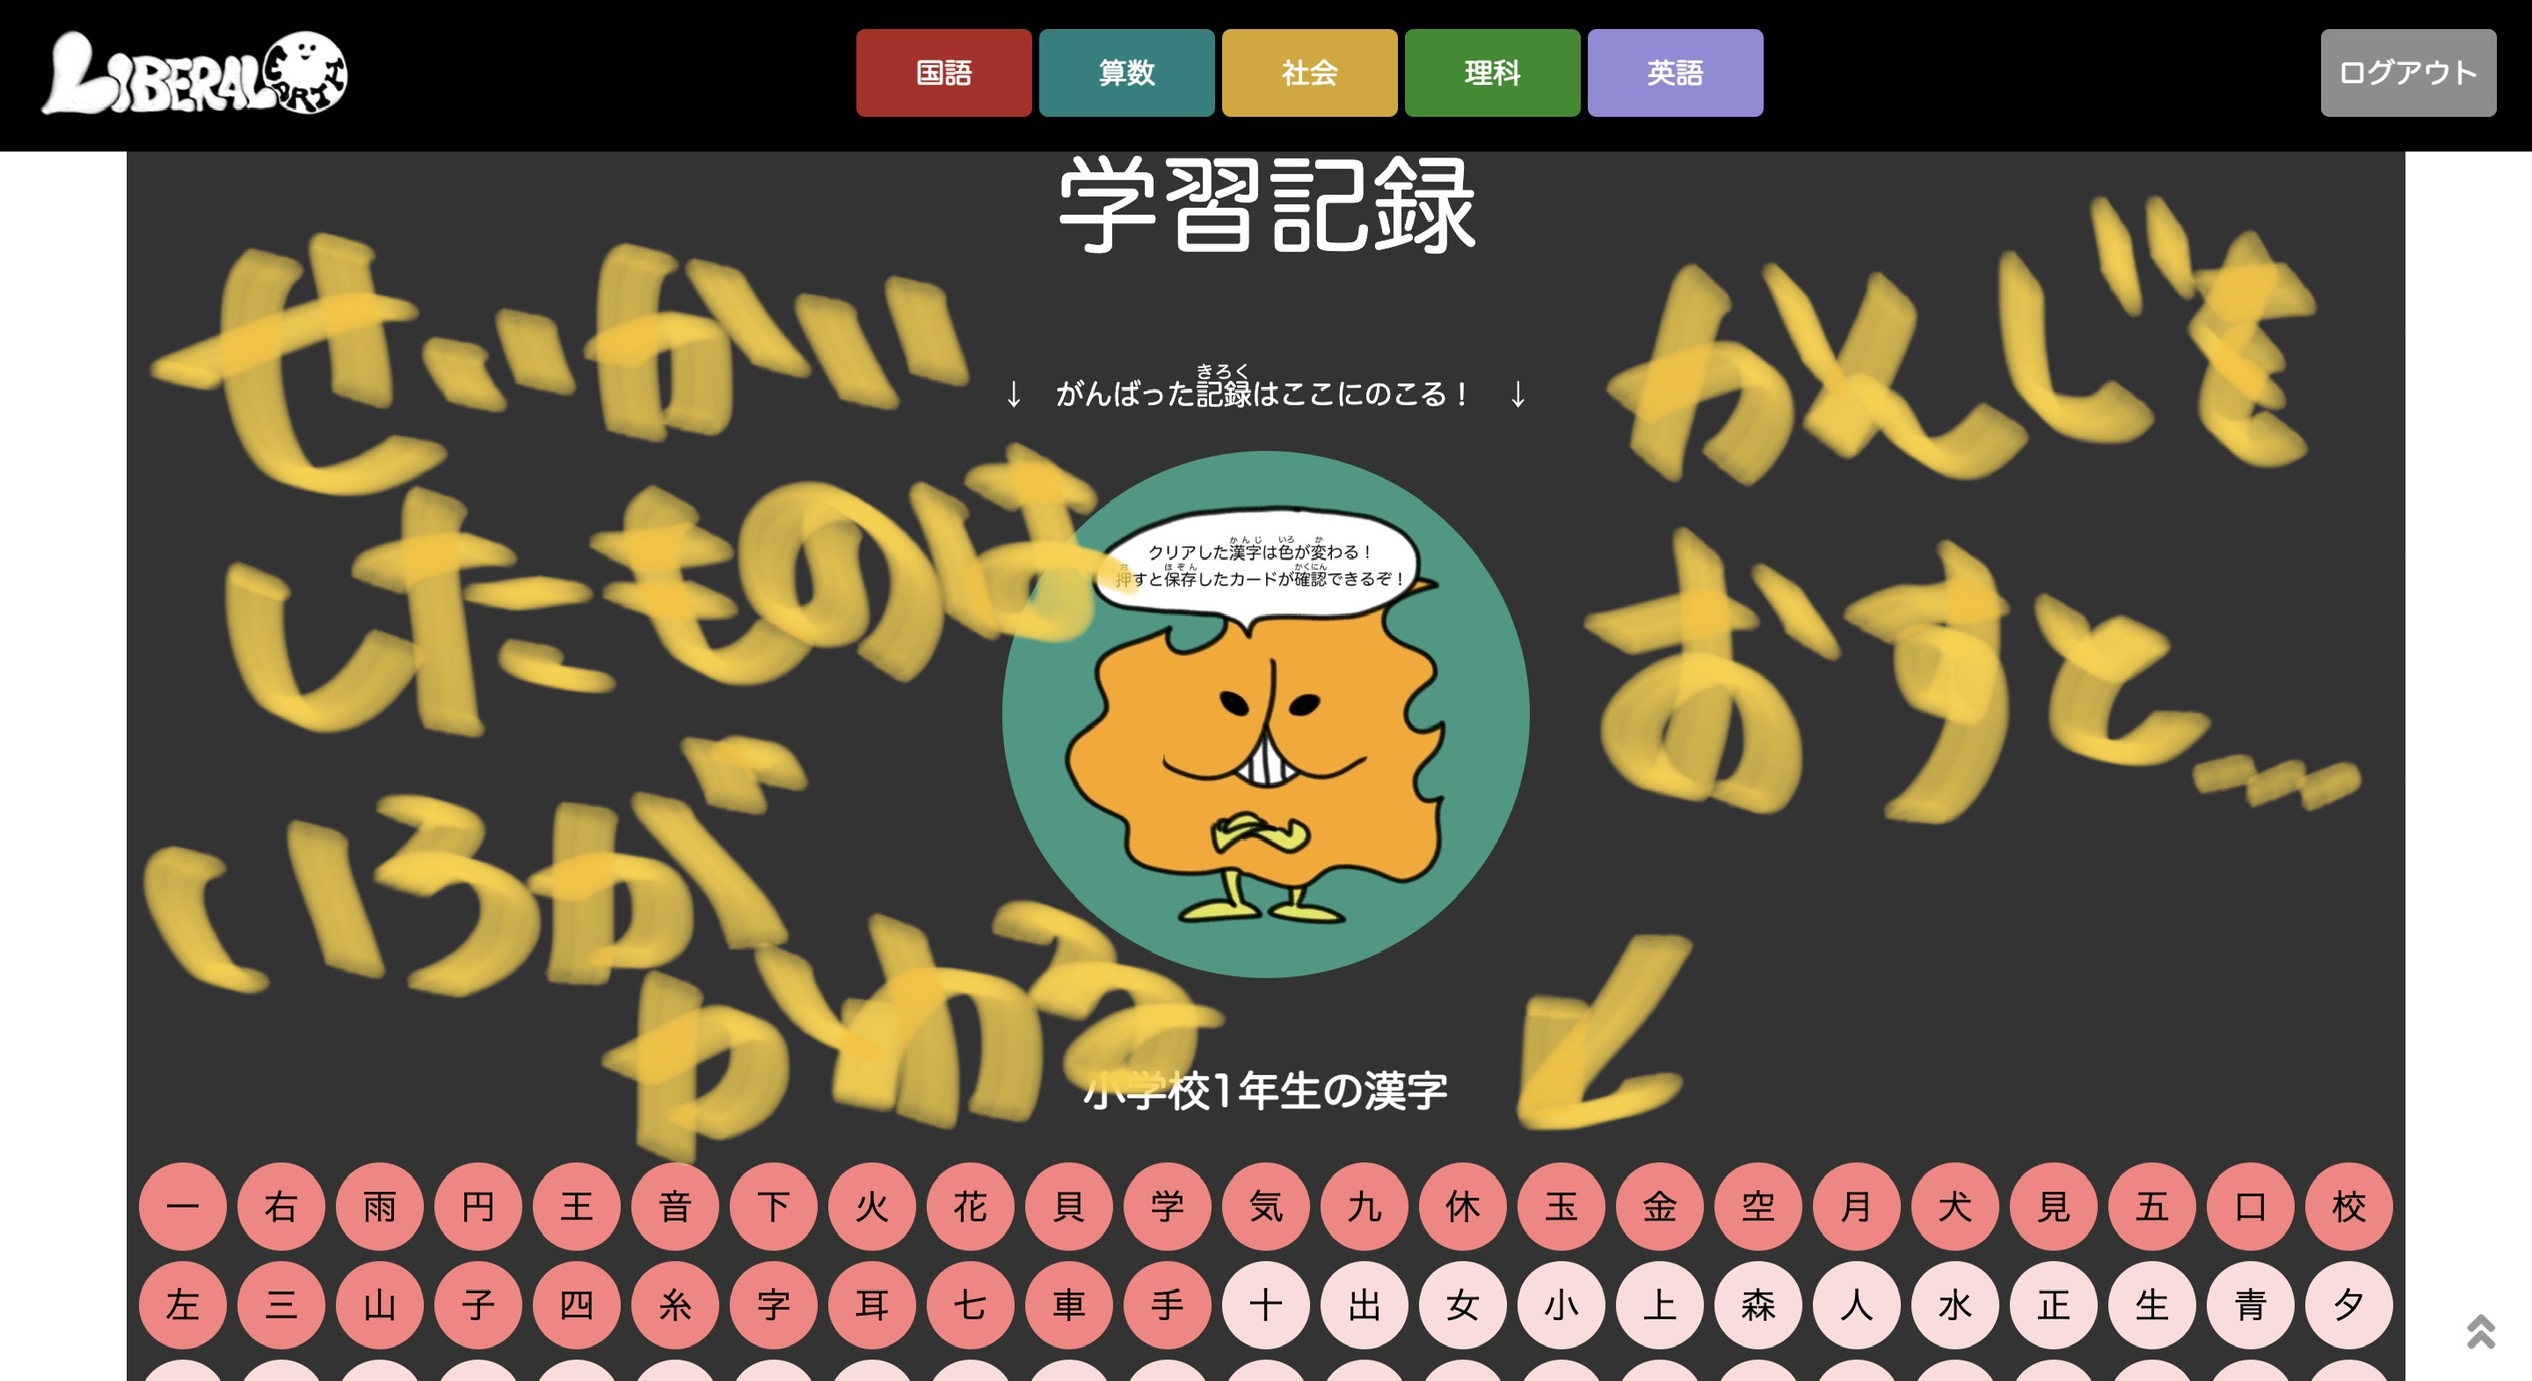 LIBERAL
国語 算数 社会 理科 英語 ログアウト
学習記録
せいかい
したものは
いろが
かわる
きろく
↓ がんばった記録はここにのこる！ ↓
かんじを
おすと...
かんじ いろ か
クリアした漢字は色が変わる！
お ほぞん かくにん
押すと保存したカードが確認できるぞ！
小学校1年生の漢字
一 右 雨 円 王 音 下 火 花 貝 学 気 九 休 玉 金 空 月 犬 見 五 口 校
左 三 山 子 四 糸 字 耳 七 車 手 十 出 女 小 上 森 人 水 正 生 青 夕